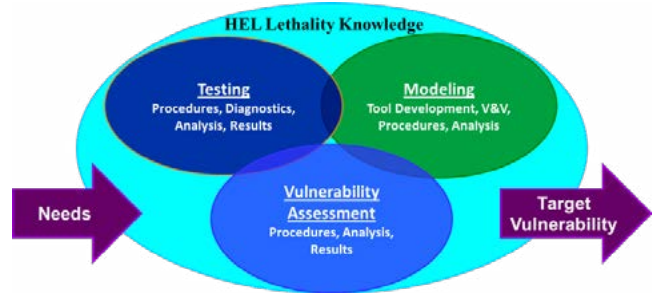 HEL Lethality Knowledge
Testing
Procedures, Diagnostics,
Analysis, Results
Modeling
Tool Development, V&V,
Procedures, Analysis
Vulnerability
Assessment
Procedures, Analysis,
Results
Needs
Target
Vulnerability